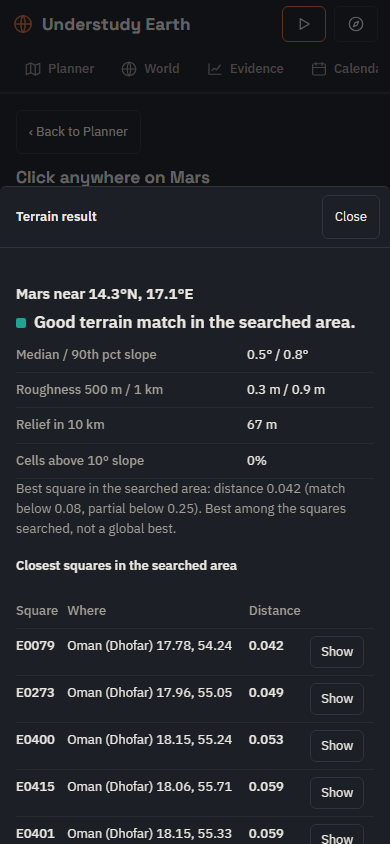 Understudy Earth
Planner World Evidence Calenda
‹ Back to Planner
Click anywhere on Mars
Terrain result Close
Mars near 14.3°N, 17.1°E
Good terrain match in the searched area.
Median / 90th pct slope 0.5° / 0.8°
Roughness 500 m / 1 km 0.3 m / 0.9 m
Relief in 10 km 67 m
Cells above 10° slope 0%
Best square in the searched area: distance 0.042 (match
below 0.08, partial below 0.25). Best among the squares
searched, not a global best.
Closest squares in the searched area
Square Where Distance
E0079 Oman (Dhofar) 17.78, 54.24 0.042 Show
E0273 Oman (Dhofar) 17.96, 55.05 0.049 Show
E0400 Oman (Dhofar) 18.15, 55.24 0.053 Show
E0415 Oman (Dhofar) 18.06, 55.71 0.059 Show
E0401 Oman (Dhofar) 18.15, 55.33 0.059 Show